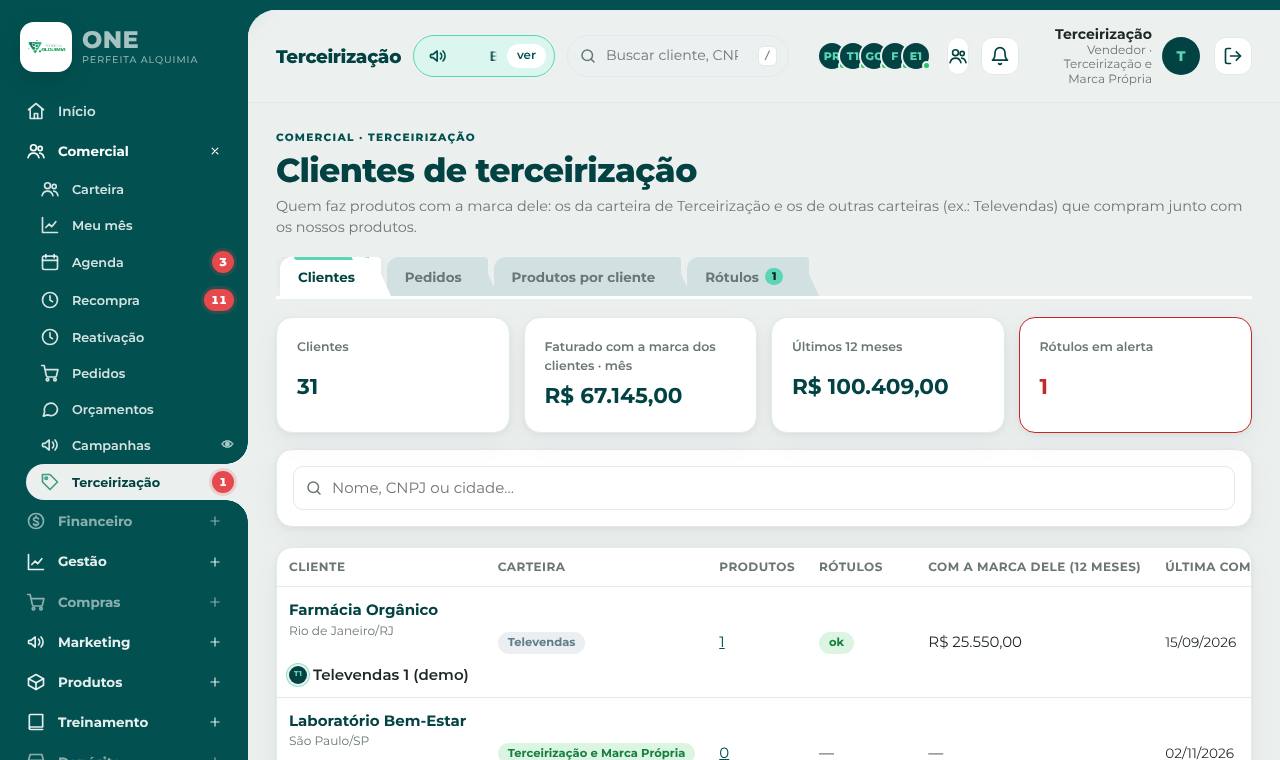 ONE
PERFEITA ALQUIMIA
Início
Comercial
Carteira
Meu mês
Agenda 3
Recompra 11
Reativação
Pedidos
Orçamentos
Campanhas
Terceirização 1
Financeiro
Gestão
Compras
Marketing
Produtos
Treinamento
Terceirização
ver
Buscar cliente, CNP
/
PR T1 GC F E1
Terceirização
Vendedor ·
Terceirização e
Marca Própria
T
COMERCIAL · TERCEIRIZAÇÃO
Clientes de terceirização
Quem faz produtos com a marca dele: os da carteira de Terceirização e os de outras carteiras (ex.: Televendas) que compram junto com
os nossos produtos.
Clientes
Pedidos
Produtos por cliente
Rótulos 1
Clientes
31
Faturado com a marca dos
clientes · mês
R$ 67.145,00
Últimos 12 meses
R$ 100.409,00
Rótulos em alerta
1
Nome, CNPJ ou cidade...
CLIENTE CARTEIRA PRODUTOS RÓTULOS COM A MARCA DELE (12 MESES) ÚLTIMA COM
Farmácia Orgânico
Rio de Janeiro/RJ
Televendas 1 ok R$ 25.550,00 15/09/2026
T1 Televendas 1 (demo)
Laboratório Bem-Estar
São Paulo/SP
Terceirização e Marca Própria 0 — — 02/11/2026